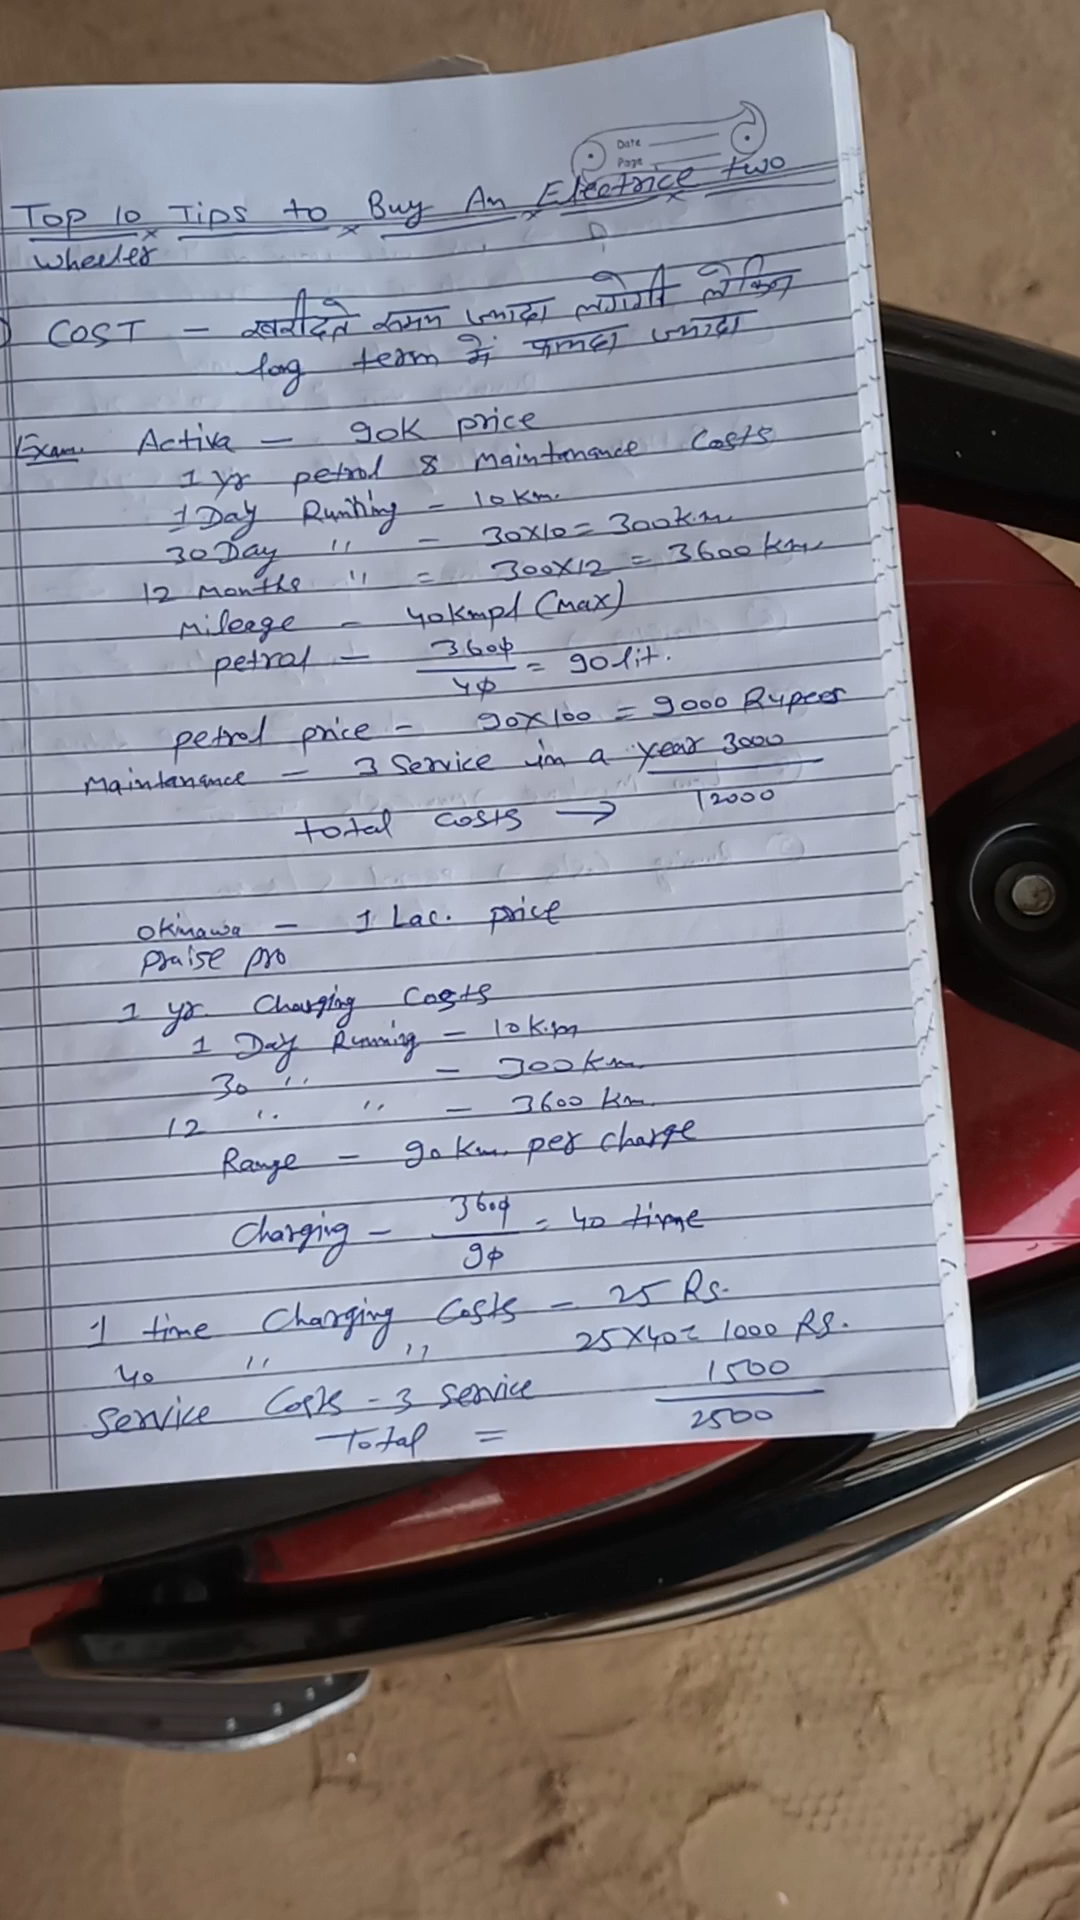 Date
Page
Top 10 Tips to Buy An Electrice two
wheeler
COST - खरीदते समय ज्यादा लगेगी लेकिन
long term में फायदा ज्यादा
Exam. Activa - 90K price
1 yr petrol & Maintenance Costs
1 Day Running - 10 Km.
30 Day " - 30X10 = 300 K.m
12 months " = 300X12 = 3600 Km
Mileage - 40 Kmpl (Max)
petrol - 3600/40 = 90 lit.
petrol price - 90X100 = 9000 Rupees
Maintanance - 3 Service in a year 3000
total costs → 12000
Okinawa - 1 Lac. price
praise pro
1 yr. Charging Costs
1 Day Running - 10 K.m
30 " - 300 Km.
12 " " - 3600 Km.
Range - 90 Km. per charge
Charging - 3600/90 = 40 time
1 time Charging Costs - 25 Rs.
40 " " 25X40= 1000 Rs.
Service Costs - 3 service 1500
Total = 2500